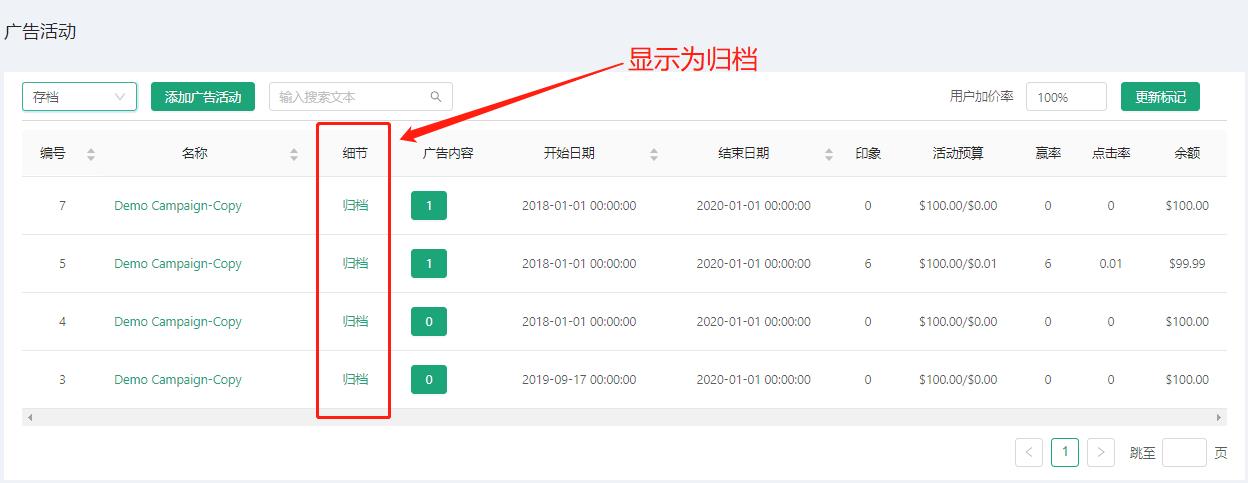 广告活动
显示为归档
存档 添加广告活动 输入搜索文本 用户加价率 100% 更新标记
编号 名称 细节 广告内容 开始日期 结束日期 印象 活动预算 赢率 点击率 余额
7 Demo Campaign-Copy 归档 1 2018-01-01 00:00:00 2020-01-01 00:00:00 0 $100.00/$0.00 0 0 $100.00
5 Demo Campaign-Copy 归档 1 2018-01-01 00:00:00 2020-01-01 00:00:00 6 $100.00/$0.01 6 0.01 $99.99
4 Demo Campaign-Copy 归档 0 2018-01-01 00:00:00 2020-01-01 00:00:00 0 $100.00/$0.00 0 0 $100.00
3 Demo Campaign-Copy 归档 0 2019-09-17 00:00:00 2020-01-01 00:00:00 0 $100.00/$0.00 0 0 $100.00
1 跳至 页